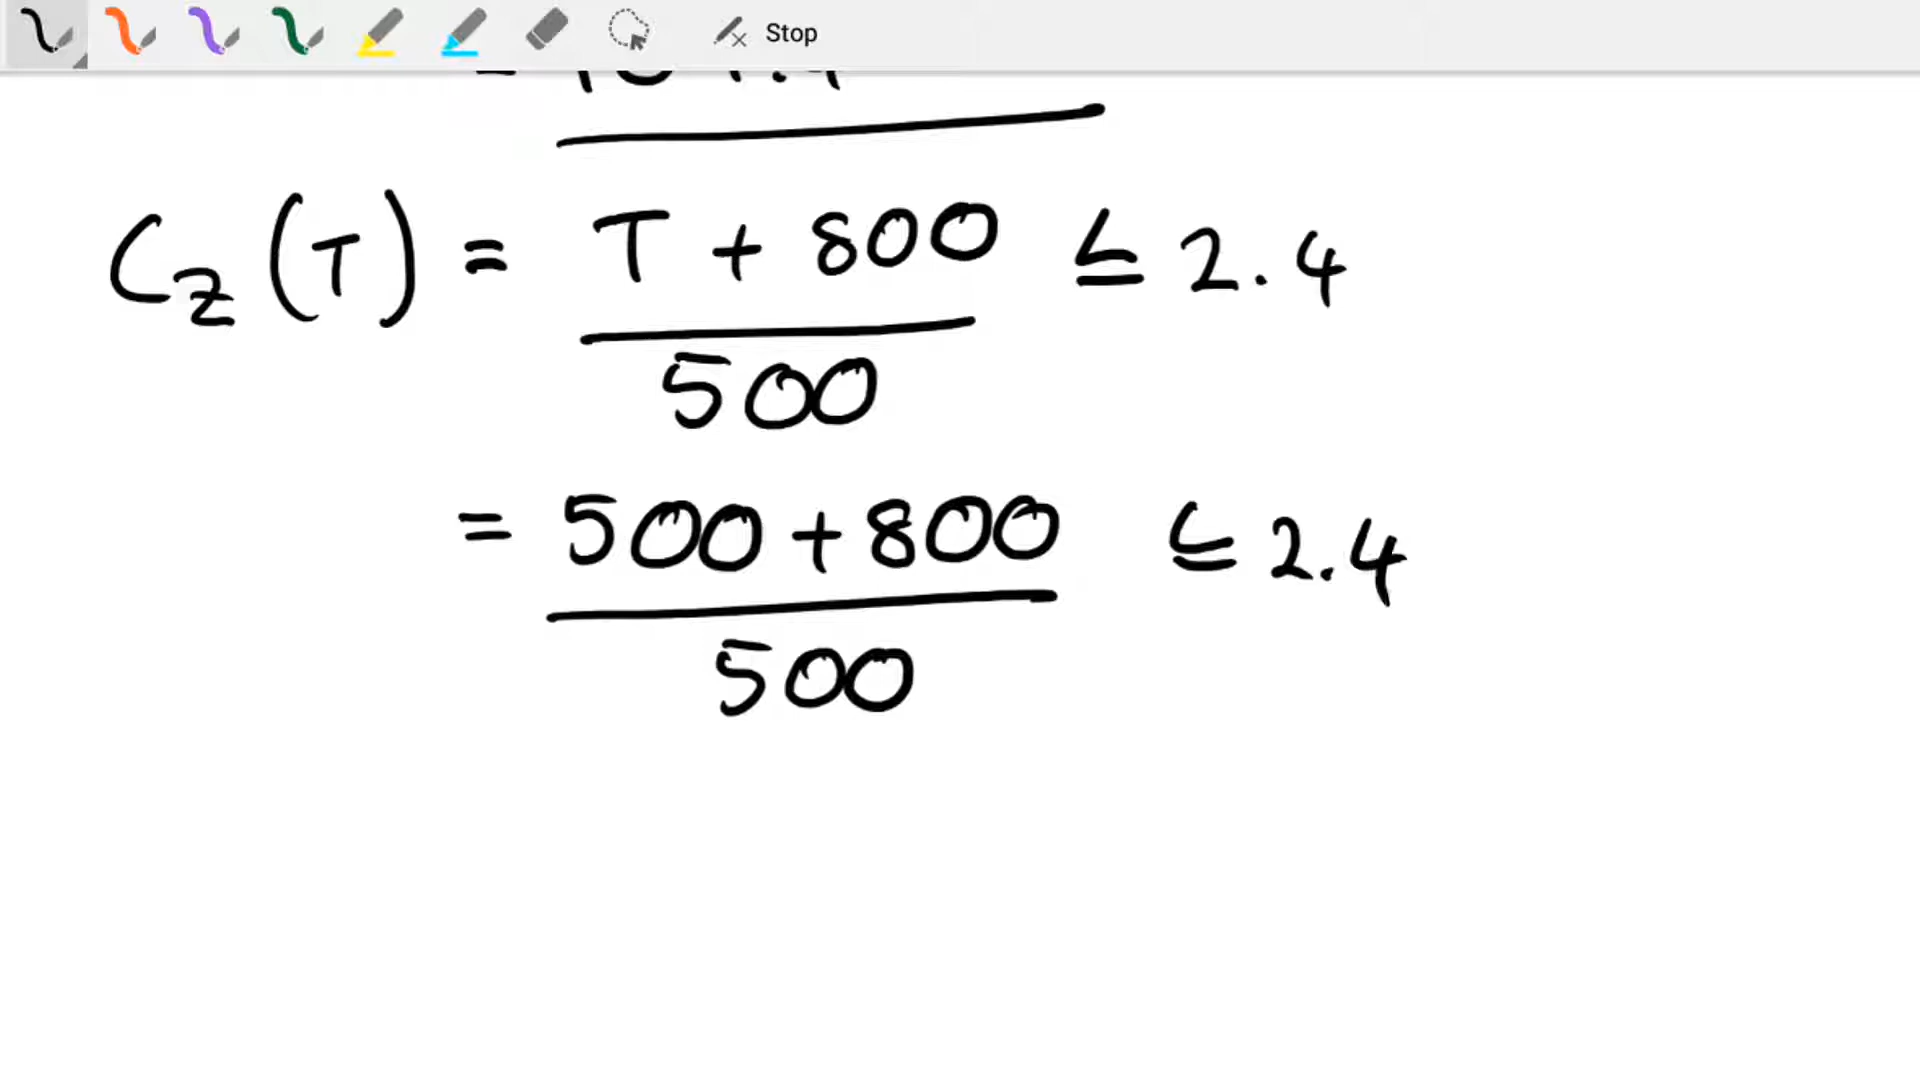 Stop
C_z (T) = T + 800 ≤ 2.4
500
= 500 + 800 ≤ 2.4
500